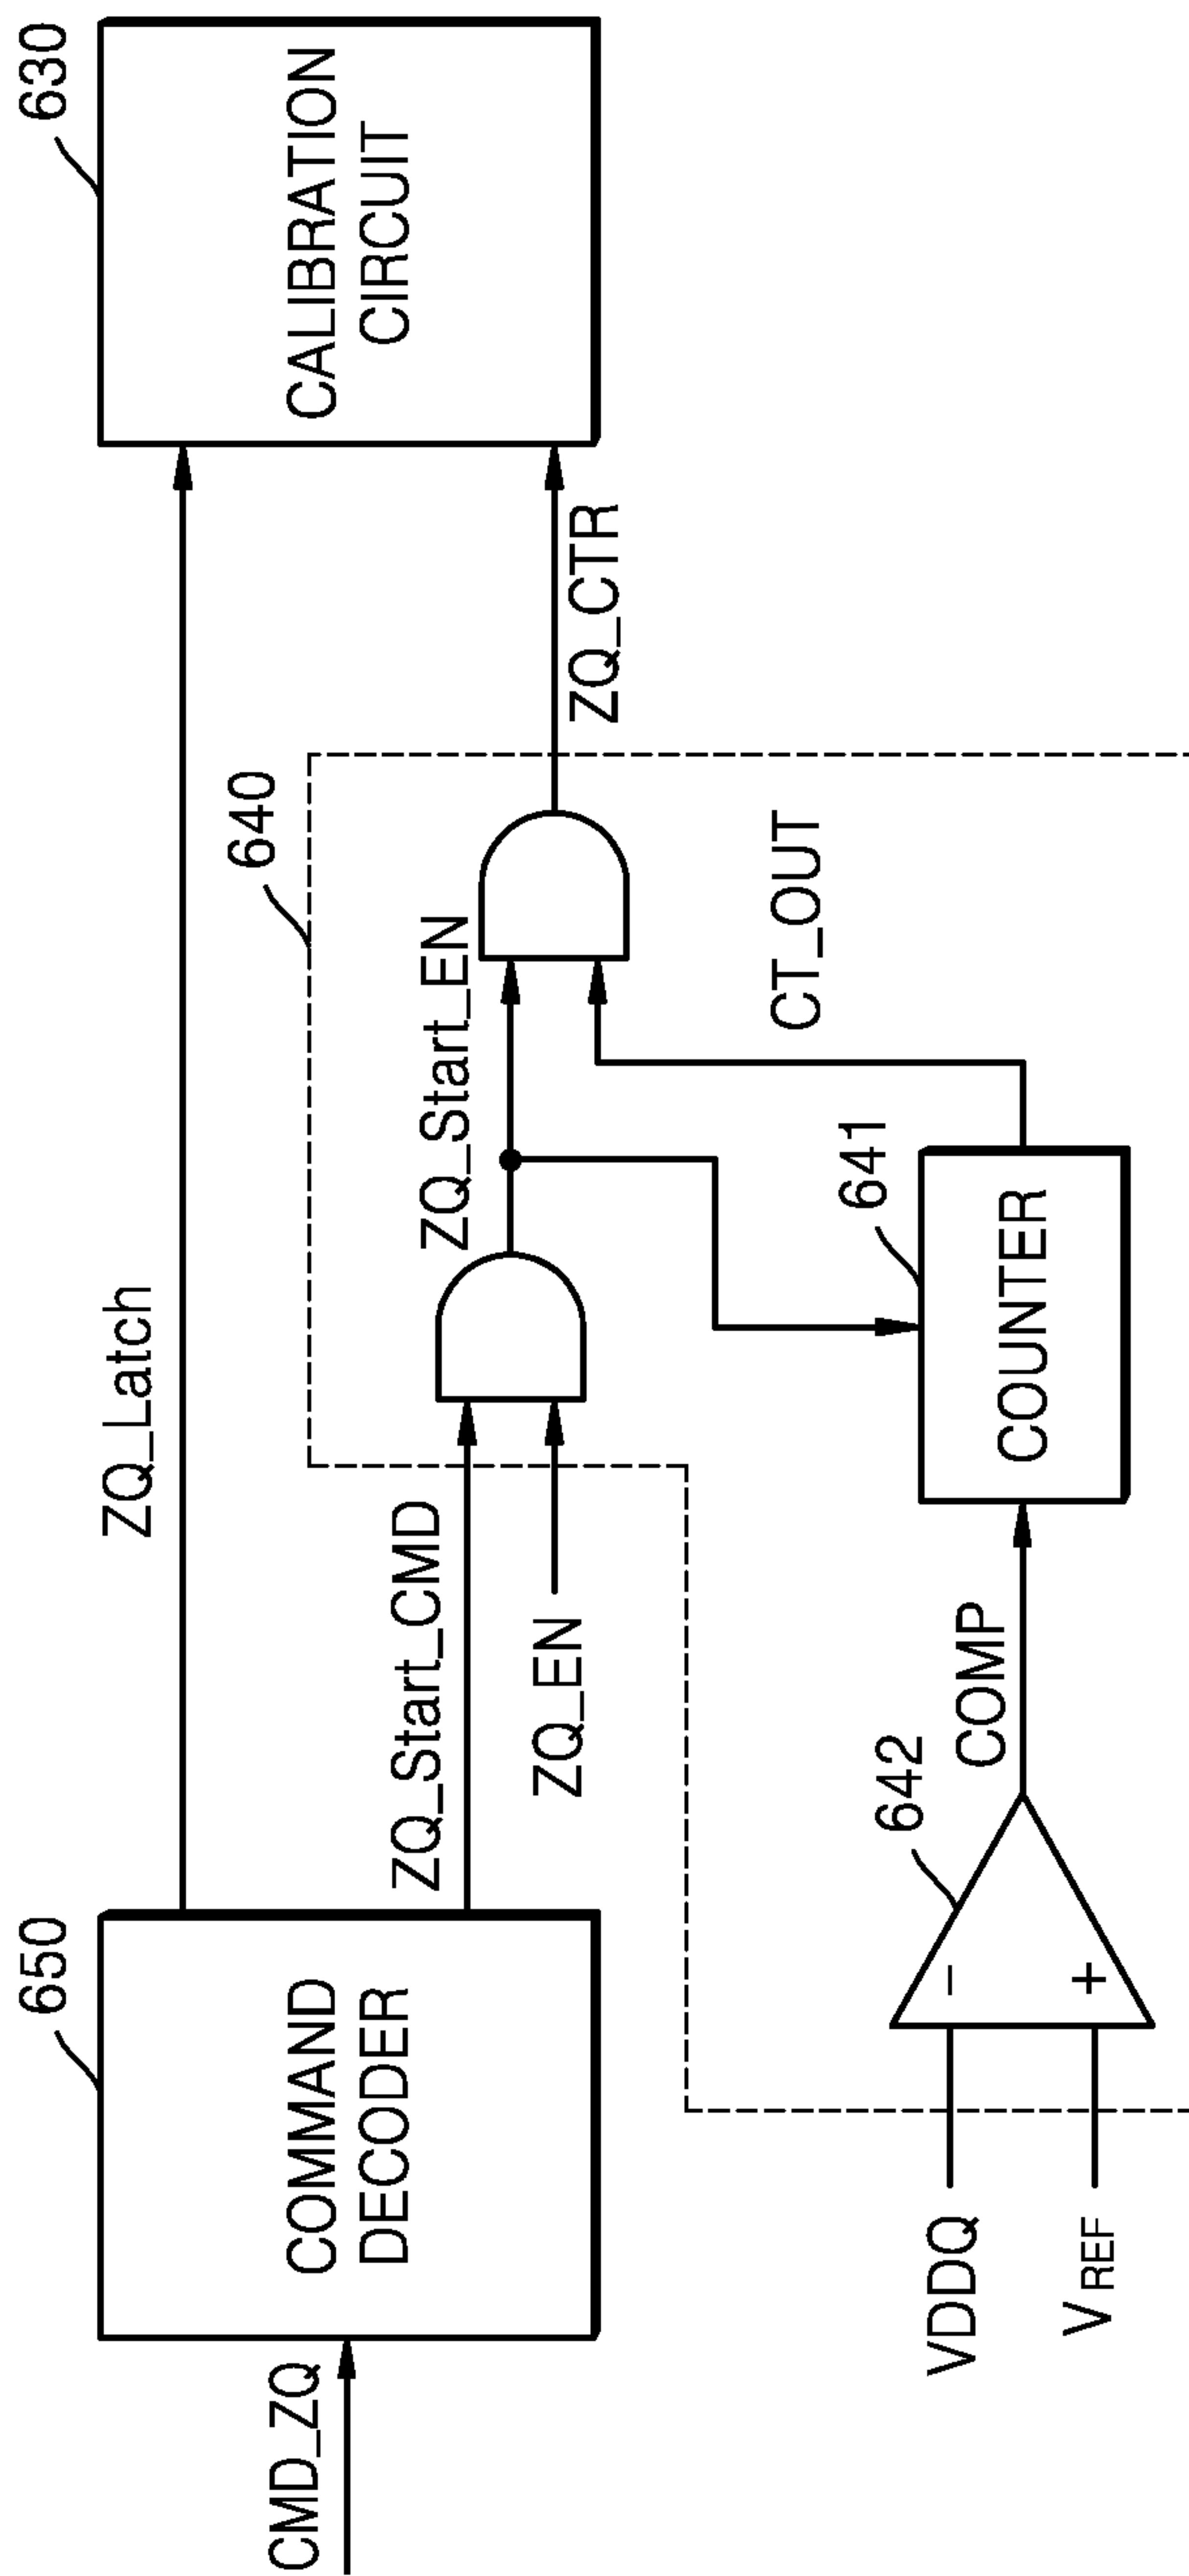 650
630
CMD_ZQ
COMMAND
DECODER
ZQ_Latch
CALIBRATION
CIRCUIT
640
ZQ_Start_CMD
ZQ_Start_EN
ZQ_EN
ZQ_CTR
CT_OUT
641
642
VDDQ
VREF
-
+
COMP
COUNTER